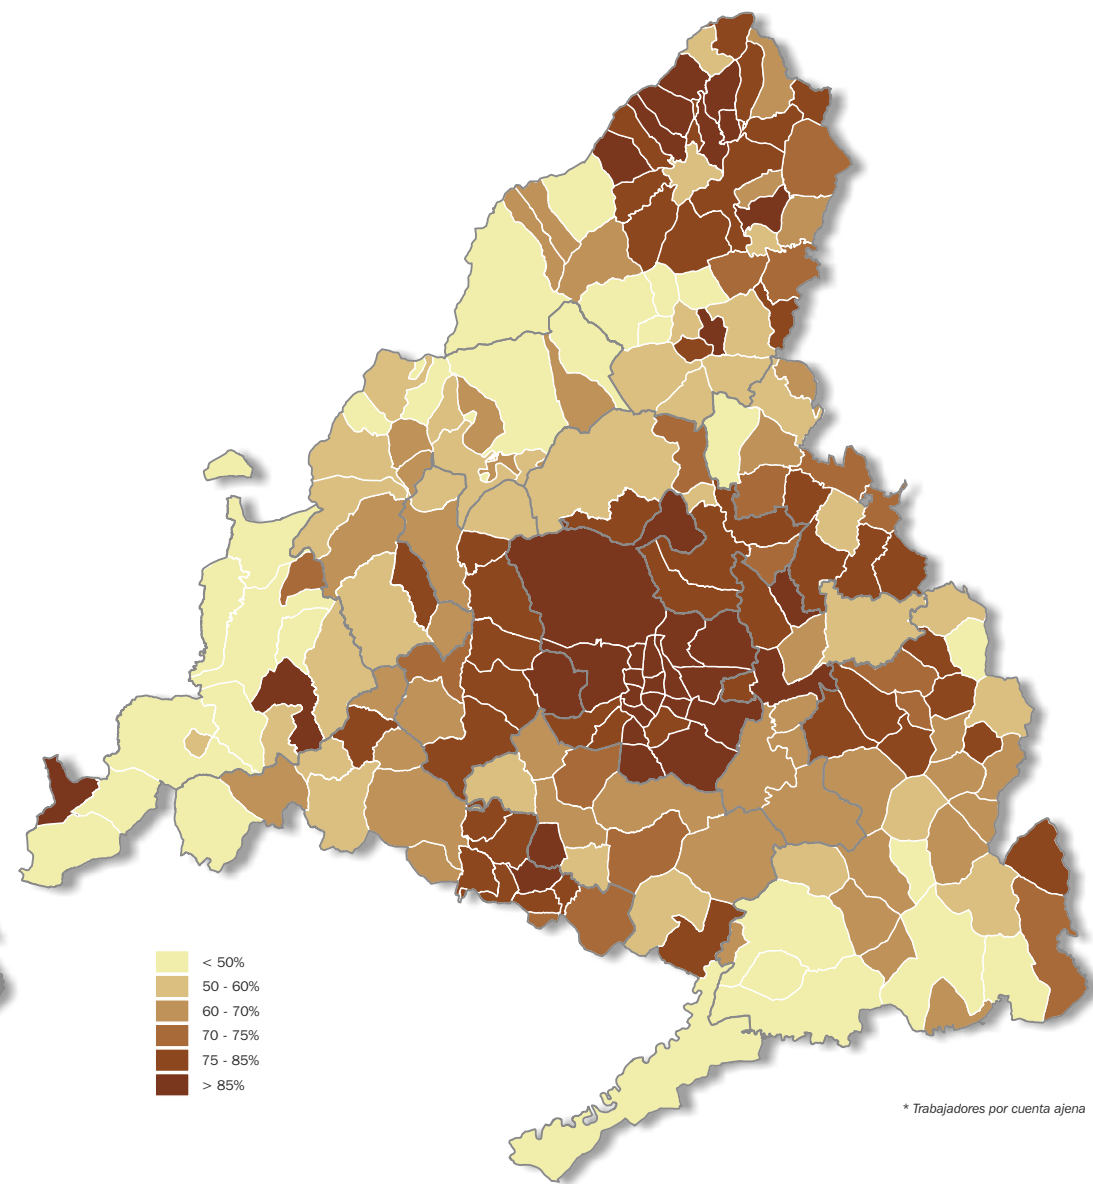 < 50%
50 - 60%
60 - 70%
70 - 75%
75 - 85%
> 85%
* Trabajadores por cuenta ajena